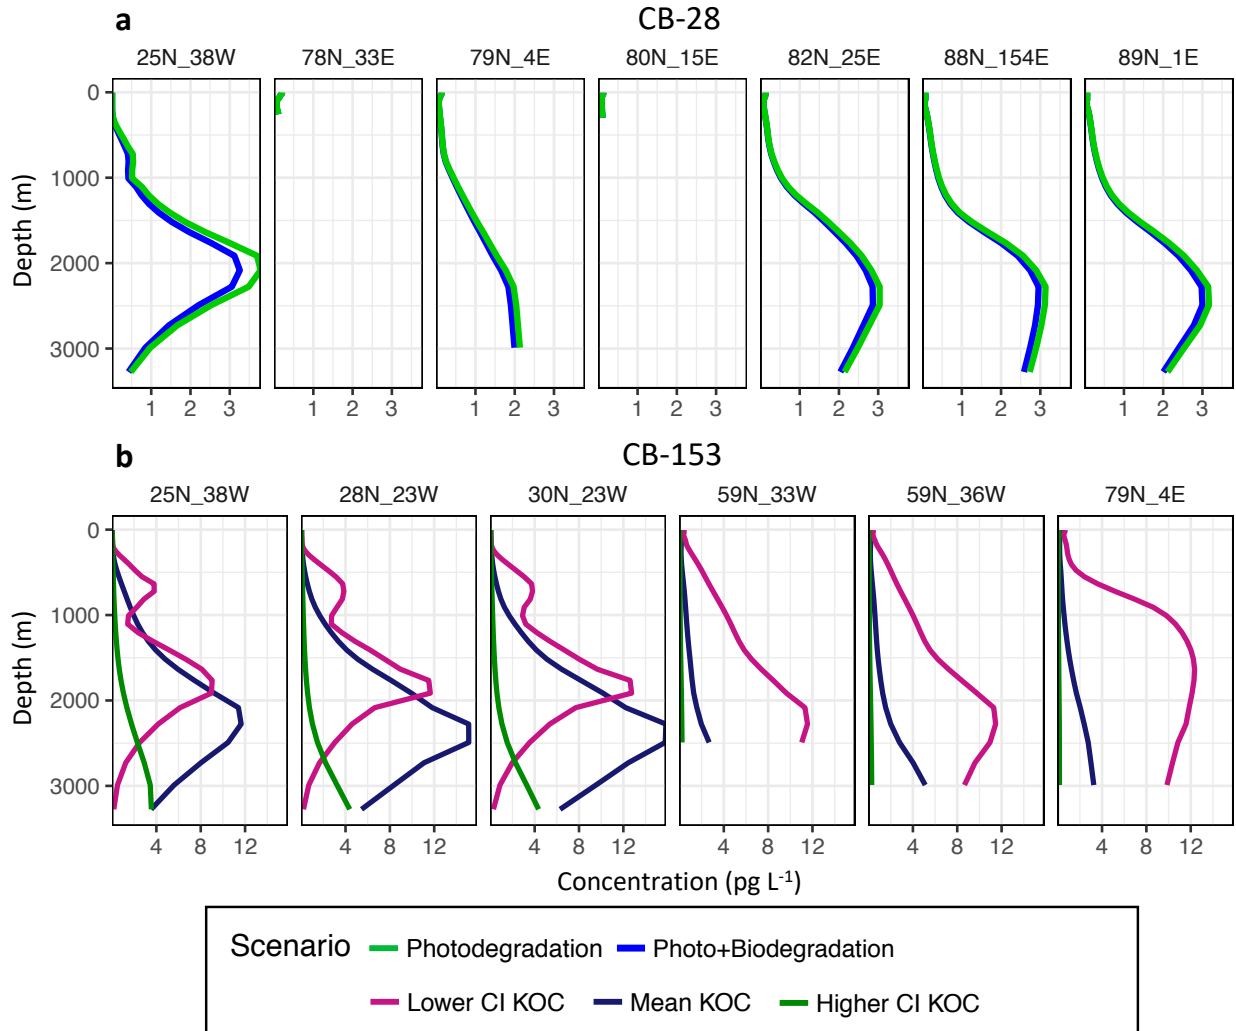 a CB-28
25N_38W 78N_33E 79N_4E 80N_15E 82N_25E 88N_154E 89N_1E
0
1000
2000
3000
Depth (m)
1 2 3 1 2 3 1 2 3 1 2 3 1 2 3 1 2 3 1 2 3
b CB-153
25N_38W 28N_23W 30N_23W 59N_33W 59N_36W 79N_4E
0
1000
2000
3000
Depth (m)
4 8 12 4 8 12 4 8 12 4 8 12 4 8 12 4 8 12
Concentration (pg L⁻¹)
Scenario Photodegradation Photo+Biodegradation
Lower CI KOC Mean KOC Higher CI KOC